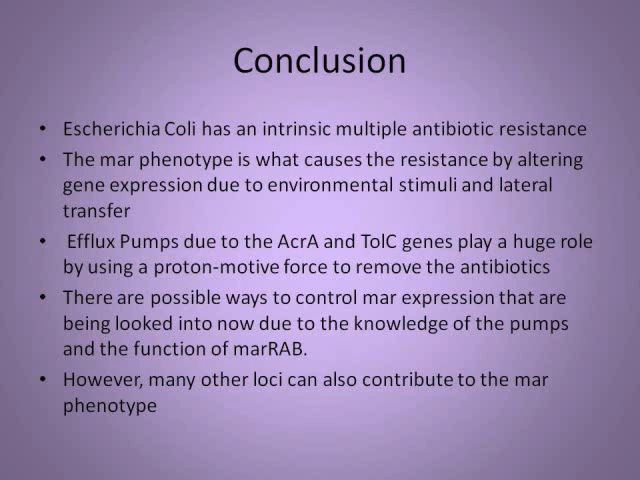 Conclusion
• Escherichia Coli has an intrinsic multiple antibiotic resistance
• The mar phenotype is what causes the resistance by altering
gene expression due to environmental stimuli and lateral
transfer
• Efflux Pumps due to the AcrA and TolC genes play a huge role
by using a proton-motive force to remove the antibiotics
• There are possible ways to control mar expression that are
being looked into now due to the knowledge of the pumps
and the function of marRAB.
• However, many other loci can also contribute to the mar
phenotype